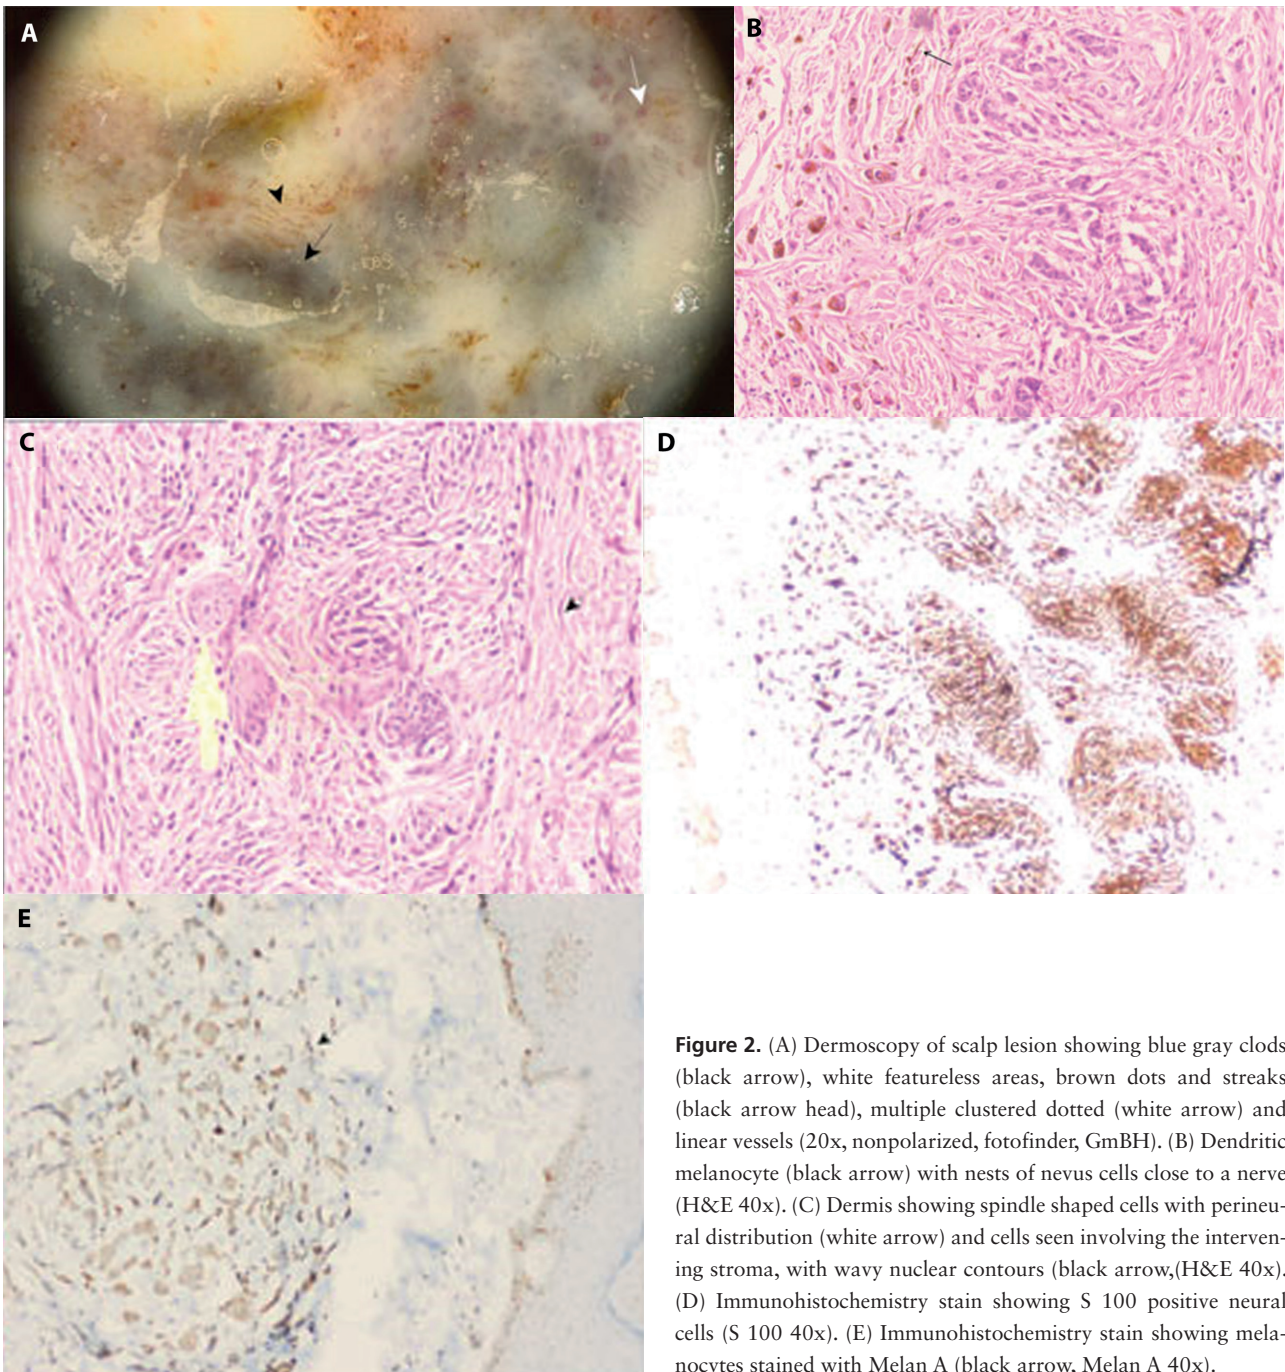 A
B
C
D
E
Figure 2. (A) Dermoscopy of scalp lesion showing blue gray clods
(black arrow), white featureless areas, brown dots and streaks
(black arrow head), multiple clustered dotted (white arrow) and
linear vessels (20x, nonpolarized, fotofinder, GmBH). (B) Dendritic
melanocyte (black arrow) with nests of nevus cells close to a nerve
(H&E 40x). (C) Dermis showing spindle shaped cells with perineu-
ral distribution (white arrow) and cells seen involving the interven-
ing stroma, with wavy nuclear contours (black arrow,(H&E 40x).
(D) Immunohistochemistry stain showing S 100 positive neural
cells (S 100 40x). (E) Immunohistochemistry stain showing mela-
nocytes stained with Melan A (black arrow, Melan A 40x).